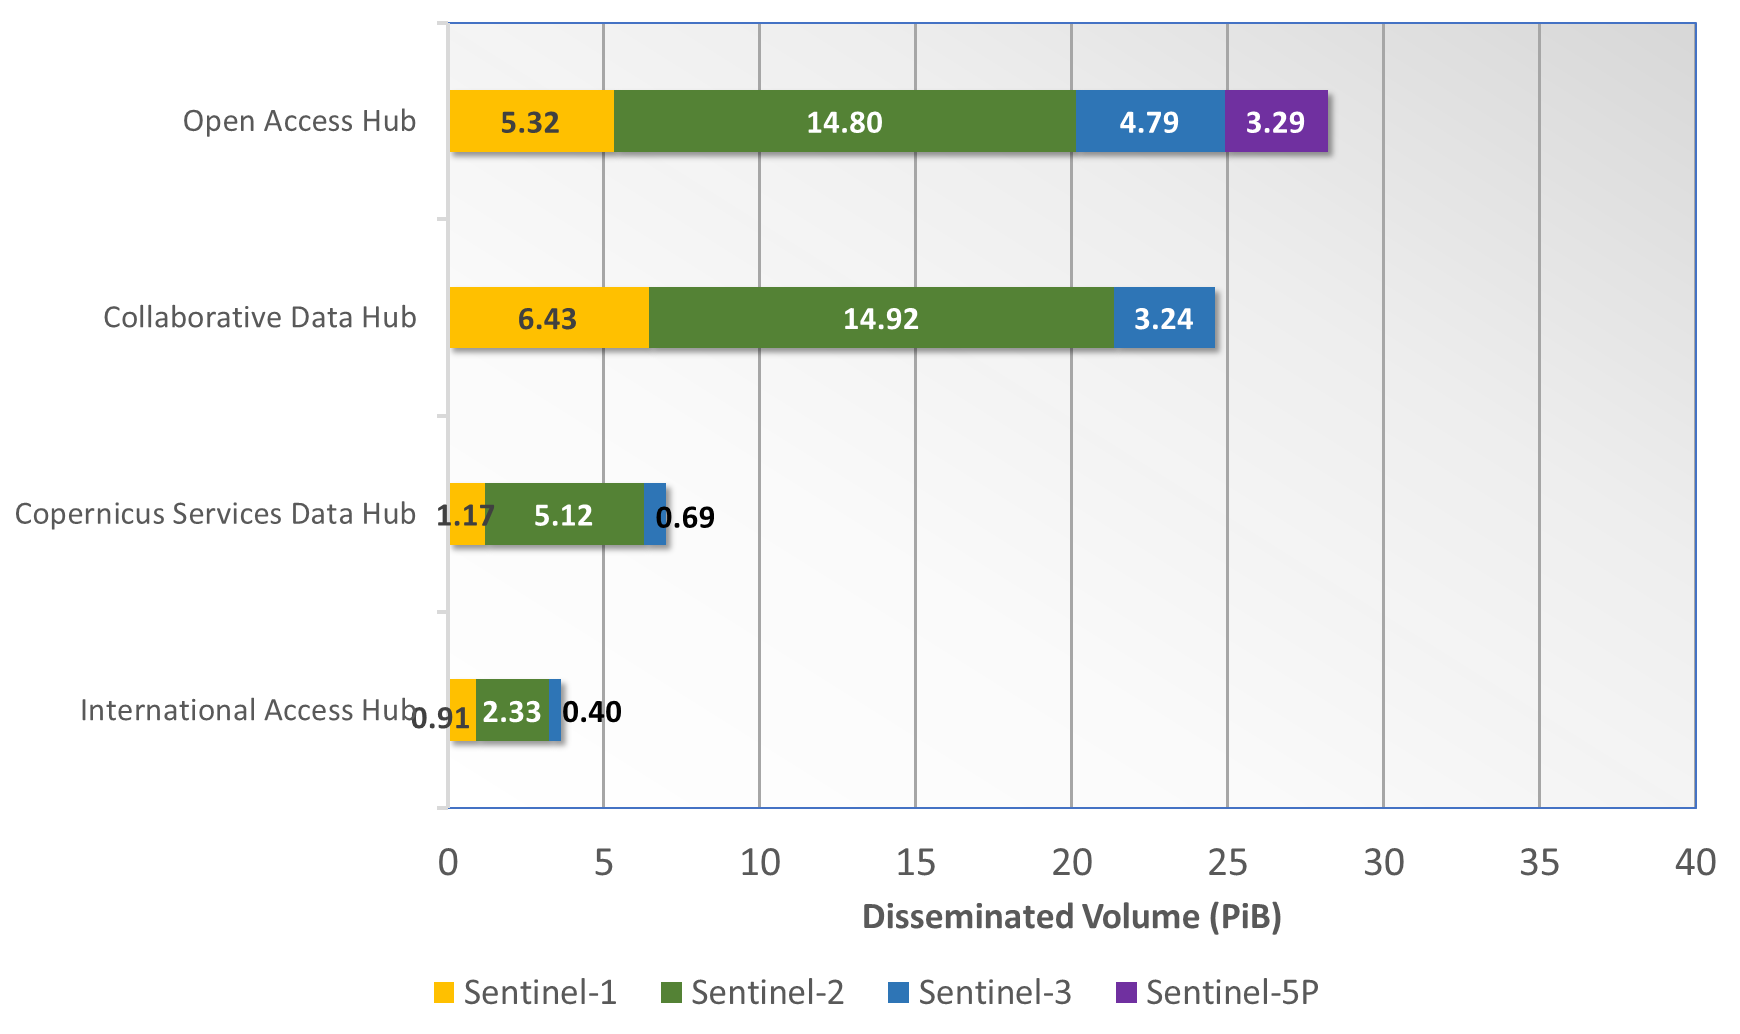 Open Access Hub 5.32 14.80 4.79 3.29
Collaborative Data Hub 6.43 14.92 3.24
Copernicus Services Data Hub 1.17 5.12 0.69
International Access Hub 0.91 2.33 0.40
0 5 10 15 20 25 30 35 40
Disseminated Volume (PiB)
Sentinel-1 Sentinel-2 Sentinel-3 Sentinel-5P